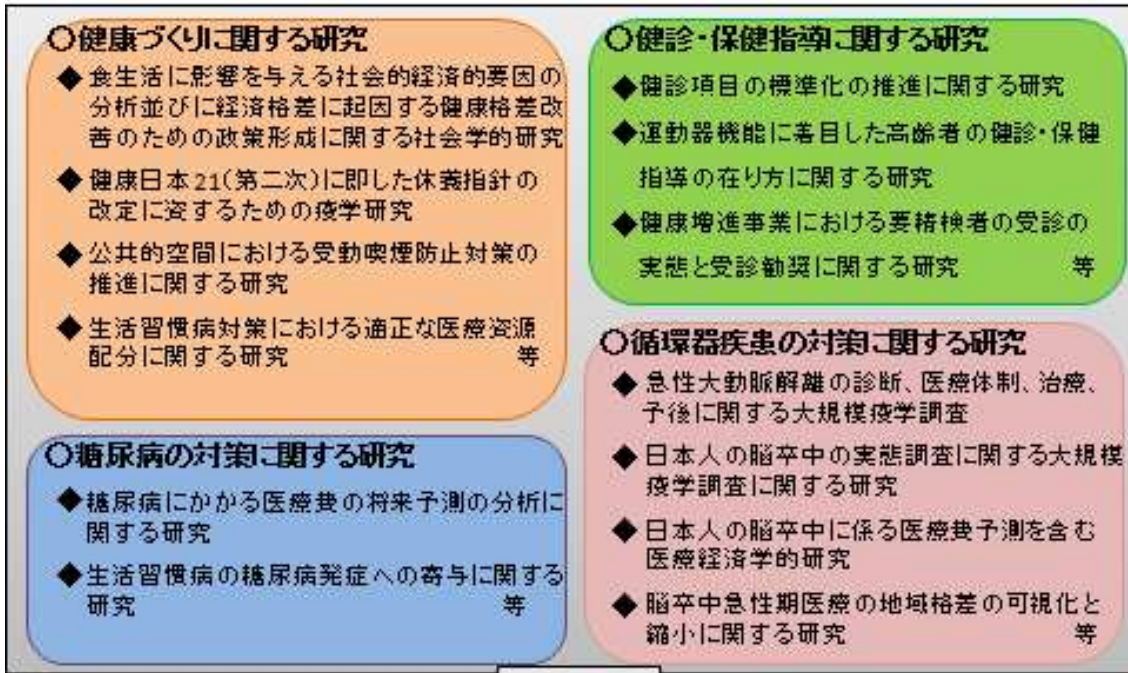 〇健康づくりに関する研究
◆ 食生活に影響を与える社会的経済的要因の
分析並びに経済格差に起因する健康格差改
善のための政策形成に関する社会学的研究
◆ 健康日本21(第二次)に即した休養指針の
改定に資するための疫学研究
◆ 公共的空間における受動喫煙防止対策の
推進に関する研究
◆ 生活習慣病対策における適正な医療資源
配分に関する研究 等
〇糖尿病の対策に関する研究
◆糖尿病にかかる医療費の将来予測の分析に
関する研究
◆生活習慣病の糖尿病発症への寄与に関する
研究 等
〇健診・保健指導に関する研究
◆健診項目の標準化の推進に関する研究
◆運動器機能に着目した高齢者の健診・保健
指導の在り方に関する研究
◆健康増進事業における要精検者の受診の
実態と受診勧奨に関する研究 等
〇循環器疾患の対策に関する研究
◆ 急性大動脈解離の診断、医療体制、治療、
予後に関する大規模疫学調査
◆ 日本人の脳卒中の実態調査に関する大規模
疫学調査に関する研究
◆ 日本人の脳卒中に係る医療費予測を含む
医療経済学的研究
◆ 脳卒中急性期医療の地域格差の可視化と
縮小に関する研究 等